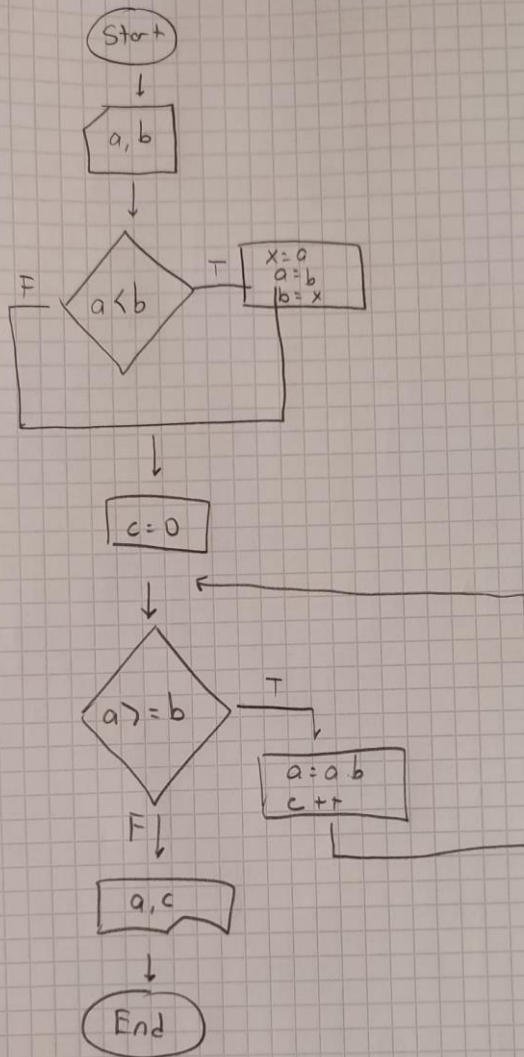 Start
a, b
F
a < b
T
x = a
a = b
b = x
c = 0
a >= b
T
a = a b
c ++
F
a, c
End